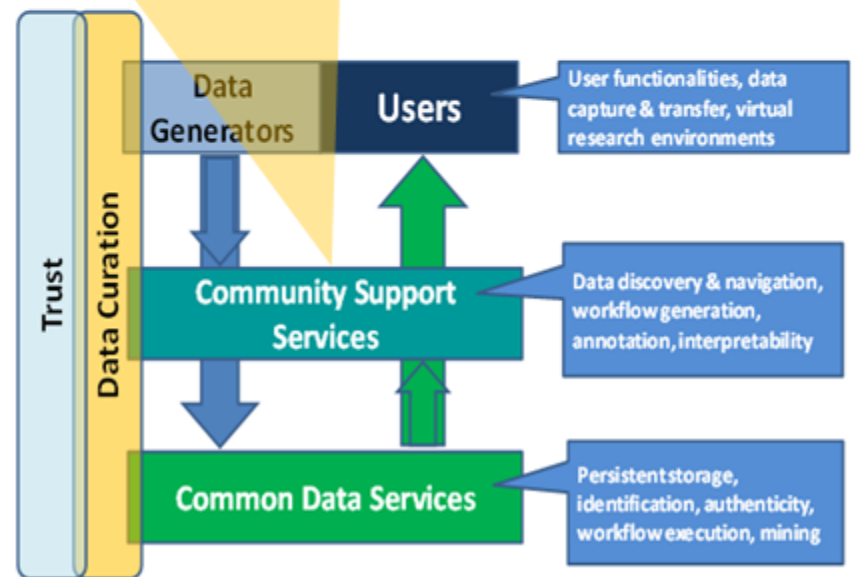 Trust
Data Curation
Data
Generators
Users
User functionalities, data
capture & transfer, virtual
research environments
Community Support
Services
Data discovery & navigation,
workflow generation,
annotation, interpretability
Common Data Services
Persistent storage,
identification, authenticity,
workflow execution, mining